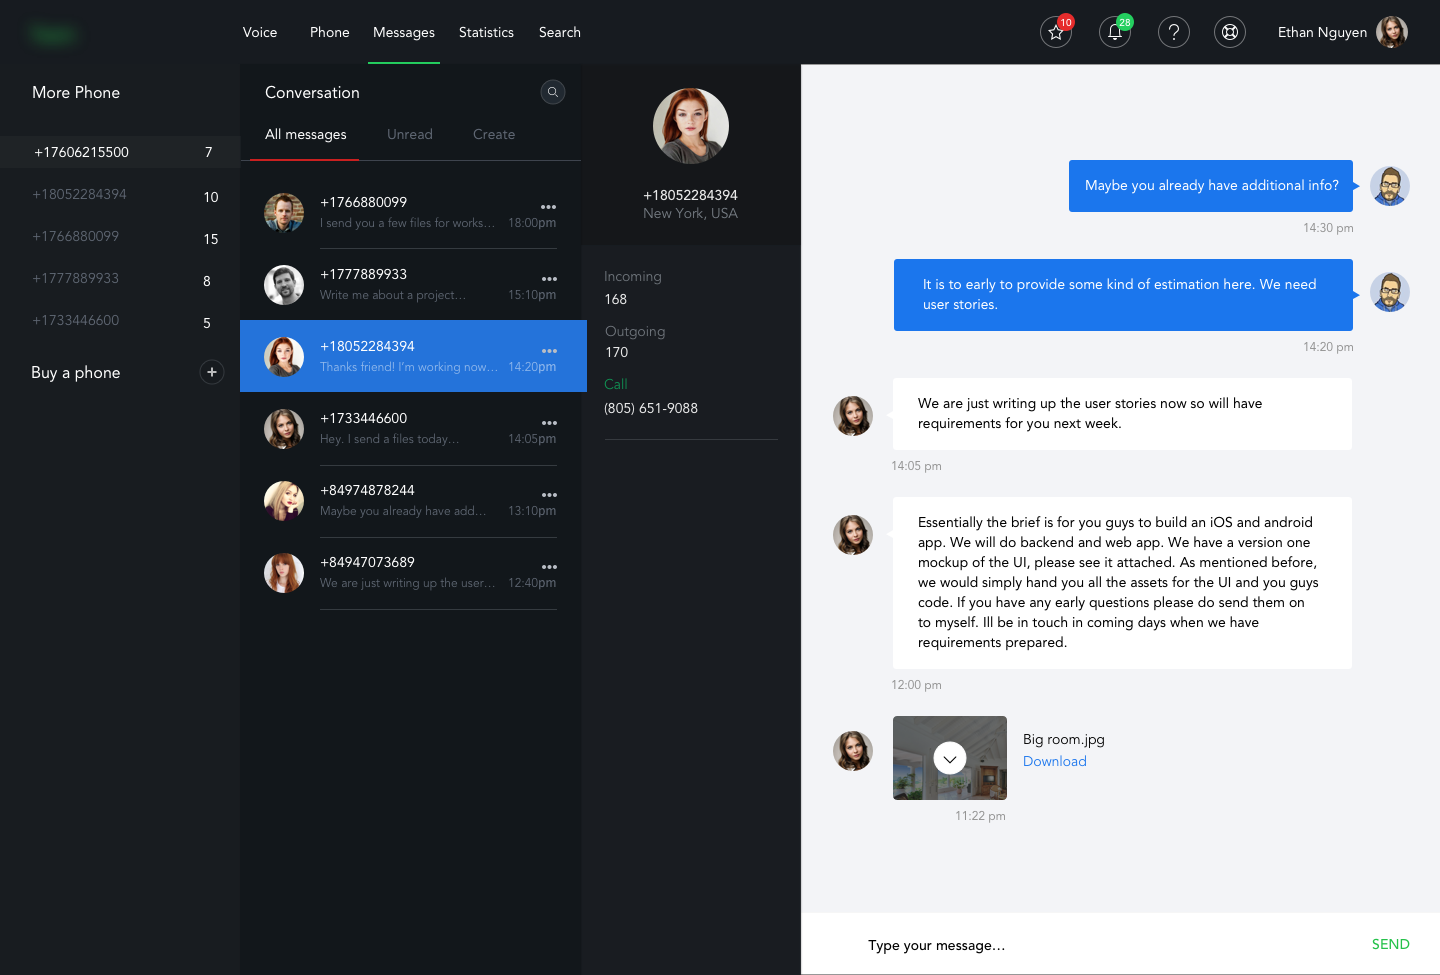 Voice
Phone
Messages
Statistics
Search
10
28
Ethan Nguyen
More Phone
+17606215500 7
+18052284394 10
+1766880099 15
+1777889933 8
+1733446600 5
Buy a phone
Conversation
All messages
Unread
Create
+1766880099
I send you a few files for works... 18:00pm
+1777889933
Write me about a project... 15:10pm
+18052284394
Thanks friend! I'm working now... 14:20pm
+1733446600
Hey. I send a files today... 14:05pm
+84974878244
Maybe you already have add... 13:10pm
+84947073689
We are just writing up the user... 12:40pm
+18052284394
New York, USA
Incoming
168
Outgoing
170
Call
(805) 651-9088
Maybe you already have additional info?
14:30 pm
It is to early to provide some kind of estimation here. We need
user stories.
14:20 pm
We are just writing up the user stories now so will have
requirements for you next week.
14:05 pm
Essentially the brief is for you guys to build an iOS and android
app. We will do backend and web app. We have a version one
mockup of the UI, please see it attached. As mentioned before,
we would simply hand you all the assets for the UI and you guys
code. If you have any early questions please do send them on
to myself. Ill be in touch in coming days when we have
requirements prepared.
12:00 pm
Big room.jpg
Download
11:22 pm
Type your message...
SEND